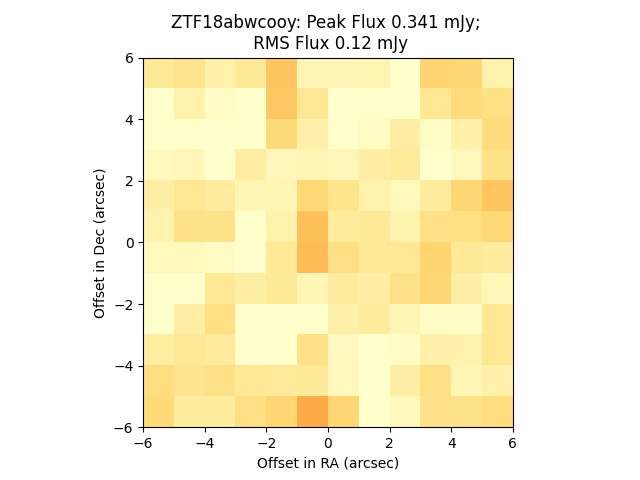 ZTF18abwcooy: Peak Flux 0.341 mJy;
RMS Flux 0.12 mJy
6
4
2
0
−2
−4
−6
Offset in Dec (arcsec)
−6 −4 −2 0 2 4 6
Offset in RA (arcsec)